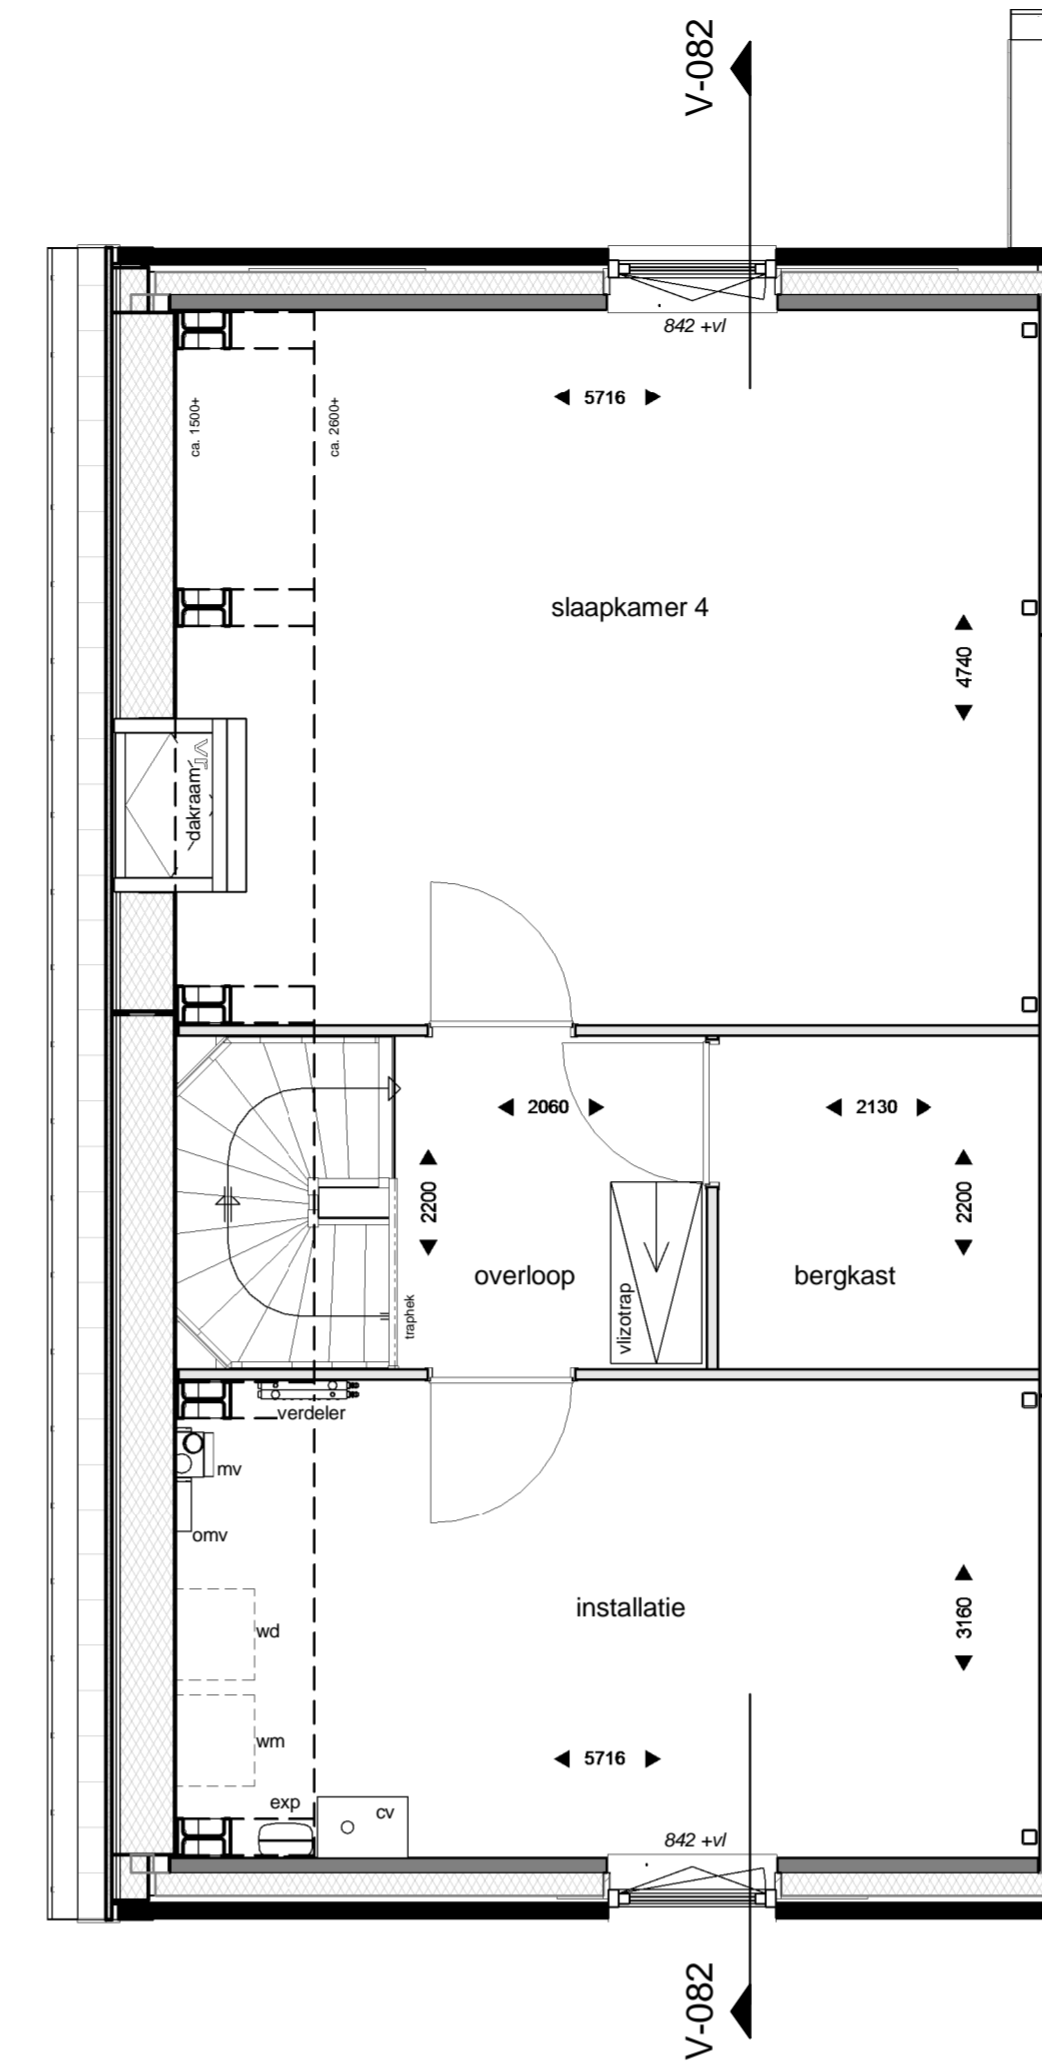 V-082
842 +vl
5716
ca. 1500+
ca. 2600+
slaapkamer 4
4740
dakraam
vr
2060
2130
2200
2200
overloop
bergkast
traphek
vlizotrap
verdeler
mv
omv
installatie
3160
wd
wm
5716
exp
cv
842 +vl
V-082